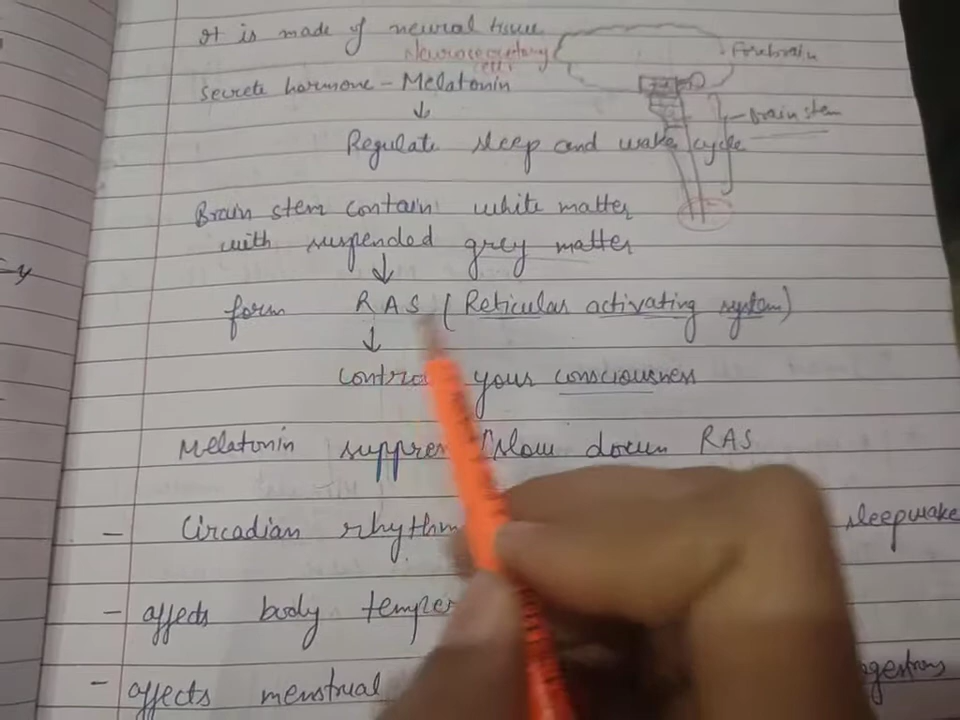 It is made of neural tissue
Neurosecretory
cells
Forebrain
secrete hormone - Melatonin
↓
Brain stem
Regulate sleep and wake cycle
Brain stem contain white matter
with suspended grey matter
↓
form RAS (Reticular activating system)
↓
control your consciousness
Melatonin suppress/slow down RAS
- Circadian rhythm sleepwake
- affects body temper
- affects menstrual